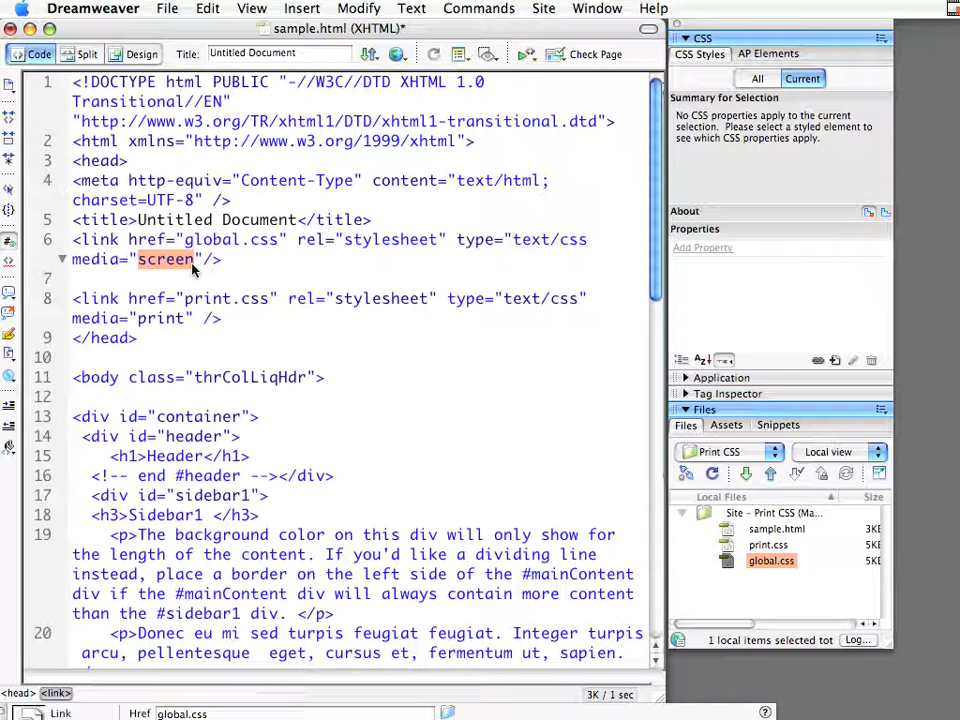 Dreamweaver File Edit View Insert Modify Text Commands Site Window Help
sample.html (XHTML)*
Code Split Design Title: Untitled Document Check Page
1 <!DOCTYPE html PUBLIC "-//W3C//DTD XHTML 1.0
Transitional//EN"
"http://www.w3.org/TR/xhtml1/DTD/xhtml1-transitional.dtd">
2 <html xmlns="http://www.w3.org/1999/xhtml">
3 <head>
4 <meta http-equiv="Content-Type" content="text/html;
charset=UTF-8" />
5 <title>Untitled Document</title>
6 <link href="global.css" rel="stylesheet" type="text/css
media="screen"/>
7
8 <link href="print.css" rel="stylesheet" type="text/css"
media="print" />
9 </head>
10
11 <body class="thrColLiqHdr">
12
13 <div id="container">
14 <div id="header">
15 <h1>Header</h1>
16 <!-- end #header --></div>
17 <div id="sidebar1">
18 <h3>Sidebar1 </h3>
19 <p>The background color on this div will only show for
the length of the content. If you'd like a dividing line
instead, place a border on the left side of the #mainContent
div if the #mainContent div will always contain more content
than the #sidebar1 div. </p>
20 <p>Donec eu mi sed turpis feugiat feugiat. Integer turpis
arcu, pellentesque eget, cursus et, fermentum ut, sapien.
<head> <link> 3K / 1 sec
Link Href global.css
CSS
CSS Styles AP Elements
All Current
Summary for Selection
No CSS properties apply to the current
selection. Please select a styled element to
see which CSS properties apply.
About
Properties
Add Property
Application
Tag Inspector
Files
Files Assets Snippets
Print CSS Local view
Local Files Size
Site - Print CSS (Ma...
sample.html 3KE
print.css 5KE
global.css 5KE
1 local items selected tot Log...